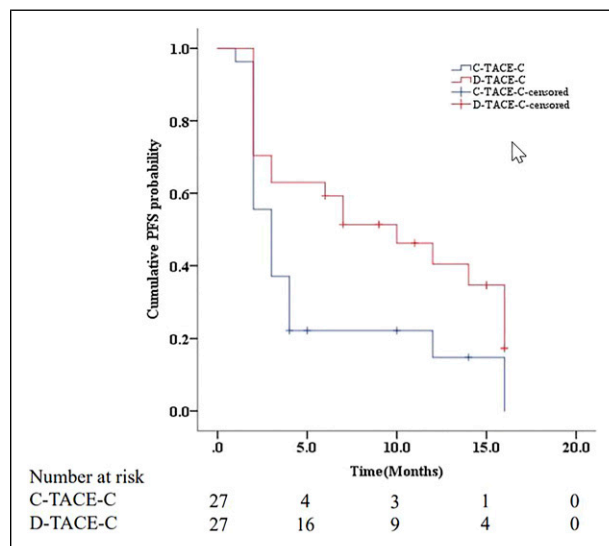 1.0
0.8
0.6
0.4
0.2
0.0
Cumulative PFS probability
C-TACE-C
D-TACE-C
C-TACE-C-censored
D-TACE-C-censored
.0 5.0 10.0 15.0 20.0
Time(Months)
Number at risk
C-TACE-C 27 4 3 1 0
D-TACE-C 27 16 9 4 0